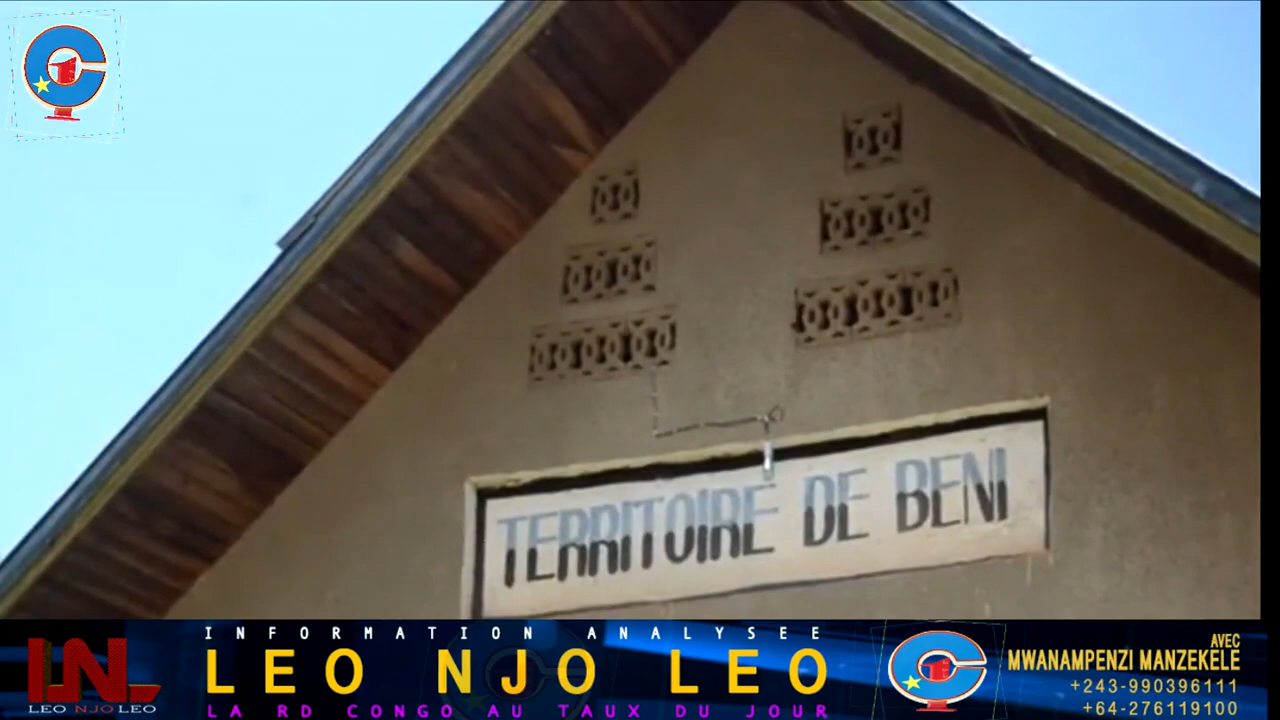 TERRITOIRE DE BENI
INFORMATION ANALYSEE
LEO NJO LEO
LA RD CONGO AU TAUX DU JOUR
LNL
LEO NJO LEO
AVEC
MWANAMPENZI MANZEKELE
+243-990396111
+64-276119100